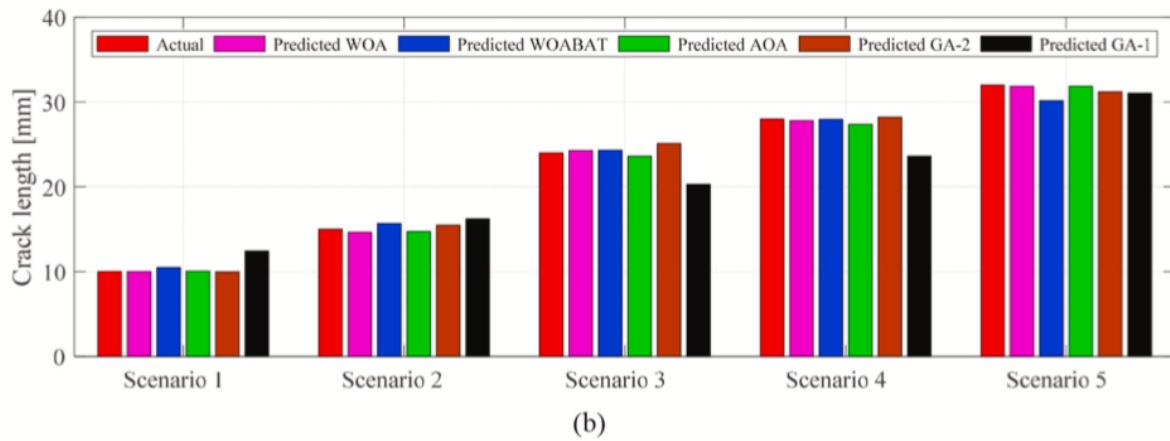 40
Actual Predicted WOA Predicted WOABAT Predicted AOA Predicted GA-2 Predicted GA-1
30
Crack length [mm]
20
10
0
Scenario 1 Scenario 2 Scenario 3 Scenario 4 Scenario 5
(b)